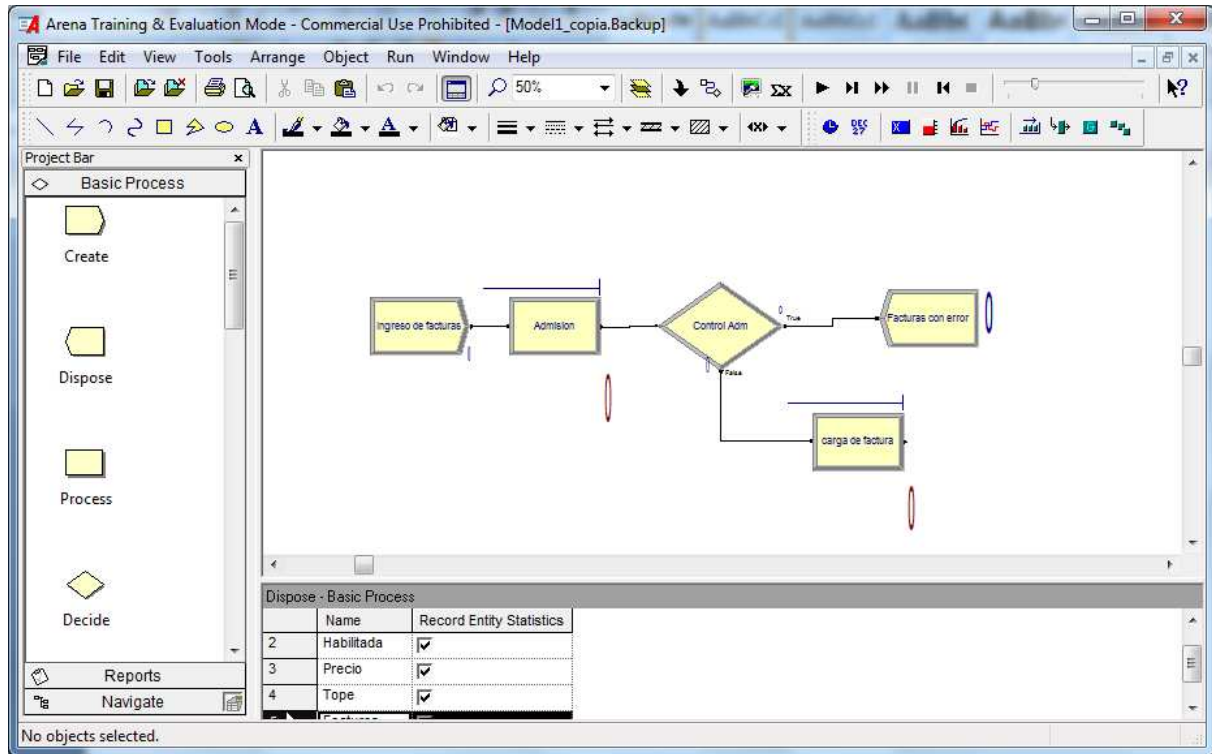 Arena Training & Evaluation Mode - Commercial Use Prohibited - [Model1_copia.Backup]
File Edit View Tools Arrange Object Run Window Help
50%
Project Bar
Basic Process
Create
Dispose
Process
Decide
Reports
Navigate
Ingreso de facturas
Admision
Control Adm
0
True
0
False
Facturas con error
carga de factura
Dispose - Basic Process
Name Record Entity Statistics
2 Habilitada
3 Precio
4 Tope
No objects selected.